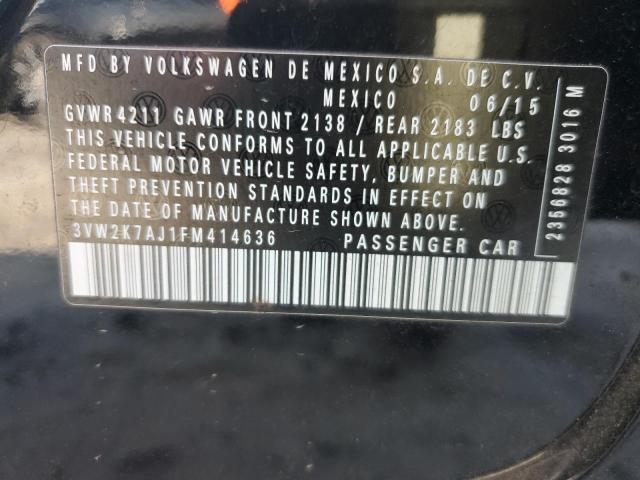 MFD BY VOLKSWAGEN DE MEXICO S.A. DE C.V.
MEXICO 06/15
GVWR 4211 GAWR FRONT 2138 / REAR 2183 LBS
THIS VEHICLE CONFORMS TO ALL APPLICABLE U.S.
FEDERAL MOTOR VEHICLE SAFETY, BUMPER AND
THEFT PREVENTION STANDARDS IN EFFECT ON
THE DATE OF MANUFACTURE SHOWN ABOVE.
3VW2K7AJ1FM414636 PASSENGER CAR
2356828 3016 M